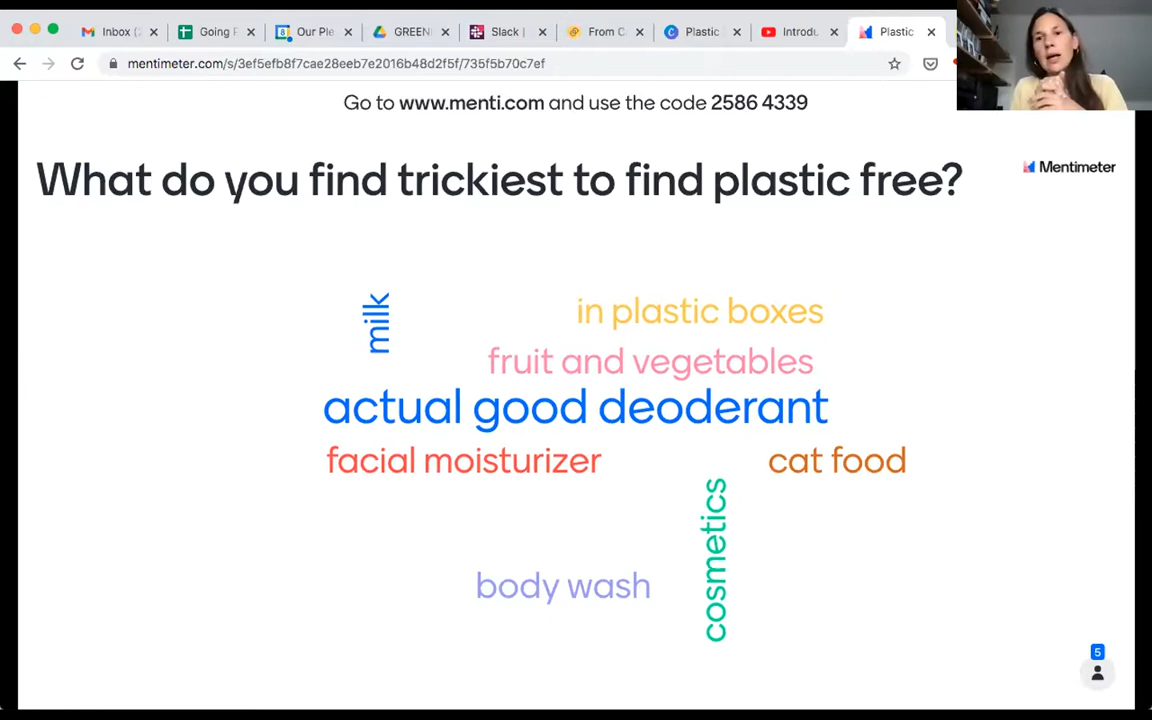 Inbox (
Going F
8
Our Ple
GREEN
Slack |
From C
Plastic
Introdu
Plastic
mentimeter.com/s/3ef5efb8f7cae28eeb7e2016b48d2f5f/735f5b70c7ef
Go to www.menti.com and use the code 2586 4339
What do you find trickiest to find plastic free?
Mentimeter
milk
in plastic boxes
fruit and vegetables
actual good deoderant
facial moisturizer
cat food
cosmetics
body wash
5